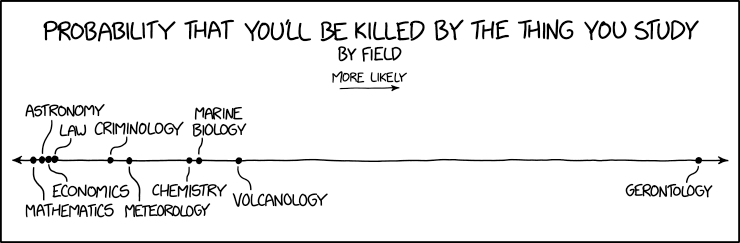 PROBABILITY THAT YOU'LL BE KILLED BY THE THING YOU STUDY
BY FIELD
MORE LIKELY
ASTRONOMY
LAW
CRIMINOLOGY
MARINE
BIOLOGY
MATHEMATICS
ECONOMICS
METEOROLOGY
CHEMISTRY
VOLCANOLOGY
GERONTOLOGY